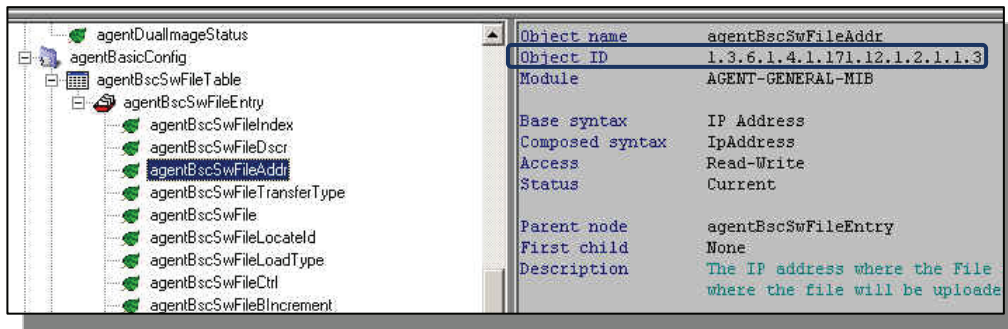 agentDualImageStatus
agentBasicConfig
agentBscSwFileTable
agentBscSwFileEntry
agentBscSwFileIndex
agentBscSwFileDscr
agentBscSwFileAddr
agentBscSwFileTransferType
agentBscSwFile
agentBscSwFileLocateId
agentBscSwFileLoadType
agentBscSwFileCtrl
agentBscSwFileBIncrement
Object name agentBscSwFileAddr
Object ID 1.3.6.1.4.1.171.12.1.2.1.1.3
Module AGENT-GENERAL-MIB
Base syntax IP Address
Composed syntax IpAddress
Access Read-Write
Status Current
Parent node agentBscSwFileEntry
First child None
Description The IP address where the File
where the file will be uploade